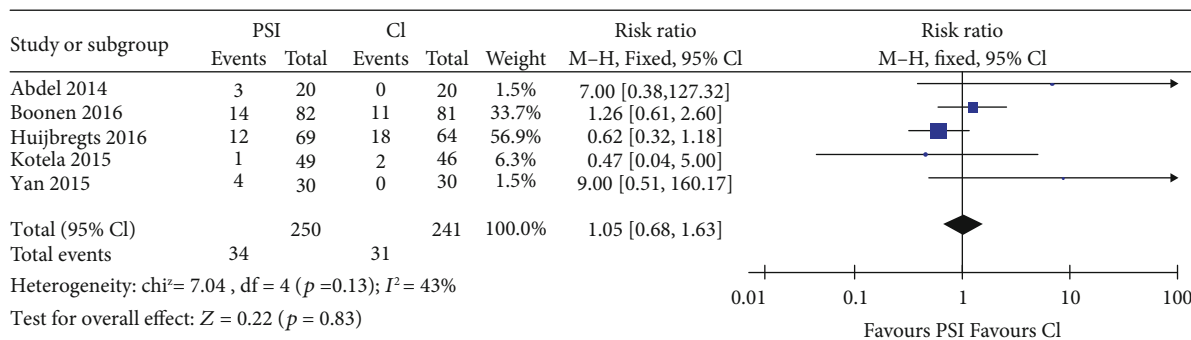 Study or subgroup PSI Cl Risk ratio Risk ratio
Events Total Events Total Weight M–H, Fixed, 95% Cl M–H, fixed, 95% Cl
Abdel 2014 3 20 0 20 1.5% 7.00 [0.38,127.32]
Boonen 2016 14 82 11 81 33.7% 1.26 [0.61, 2.60]
Huijbregts 2016 12 69 18 64 56.9% 0.62 [0.32, 1.18]
Kotela 2015 1 49 2 46 6.3% 0.47 [0.04, 5.00]
Yan 2015 4 30 0 30 1.5% 9.00 [0.51, 160.17]
Total (95% Cl) 250 241 100.0% 1.05 [0.68, 1.63]
Total events 34 31
Heterogeneity: chiᶻ= 7.04 , df = 4 ( p =0.13); I² = 43%
Test for overall effect: Z = 0.22 (p = 0.83)
0.01 0.1 1 10 100
Favours PSI Favours Cl